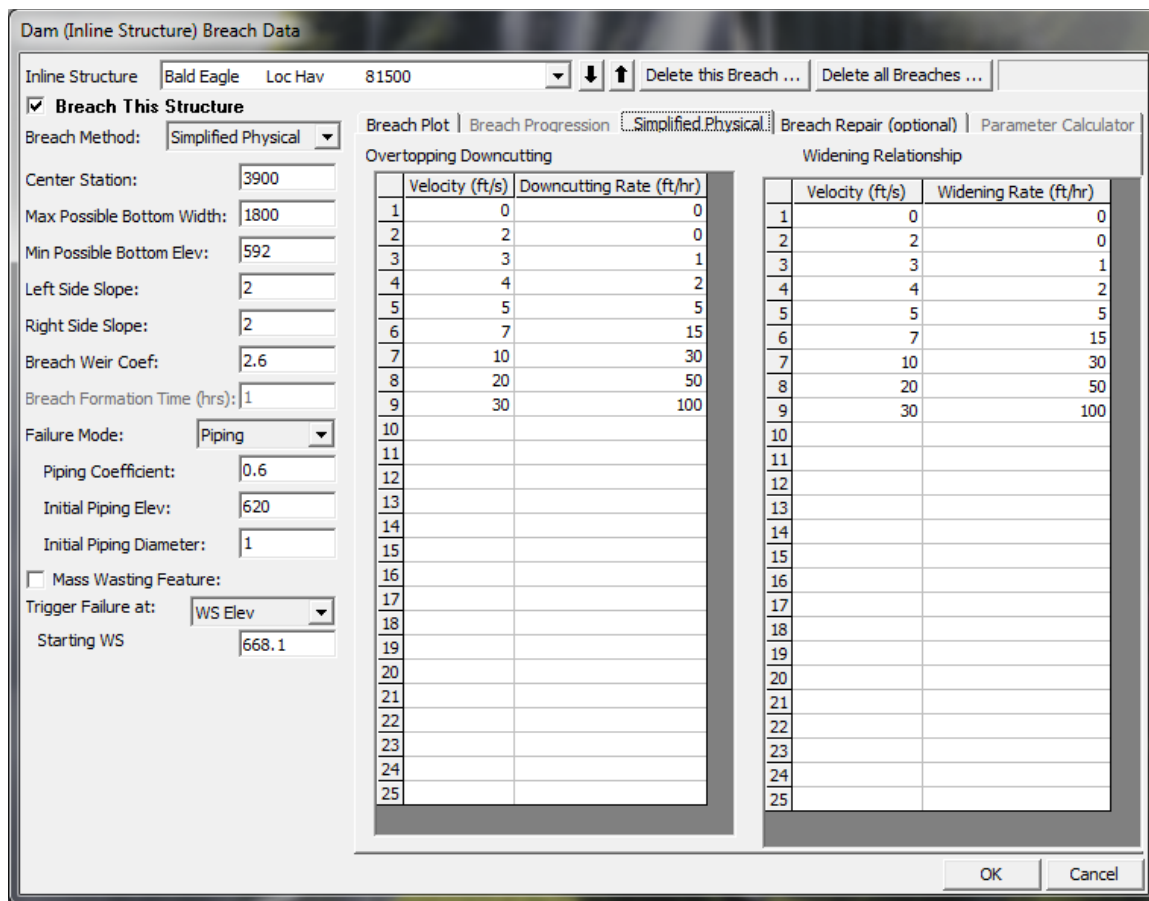 Dam (Inline Structure) Breach Data
Inline Structure Bald Eagle Loc Hav 81500 Delete this Breach ... Delete all Breaches ...
Breach This Structure
Breach Method: Simplified Physical
Center Station: 3900
Max Possible Bottom Width: 1800
Min Possible Bottom Elev: 592
Left Side Slope: 2
Right Side Slope: 2
Breach Weir Coef: 2.6
Breach Formation Time (hrs): 1
Failure Mode: Piping
Piping Coefficient: 0.6
Initial Piping Elev: 620
Initial Piping Diameter: 1
Mass Wasting Feature:
Trigger Failure at: WS Elev
Starting WS 668.1
Breach Plot Breach Progression Simplified Physical Breach Repair (optional) Parameter Calculator
Overtopping Downcutting
Velocity (ft/s) Downcutting Rate (ft/hr)
1 0 0
2 2 0
3 3 1
4 4 2
5 5 5
6 7 15
7 10 30
8 20 50
9 30 100
10
11
12
13
14
15
16
17
18
19
20
21
22
23
24
25
Widening Relationship
Velocity (ft/s) Widening Rate (ft/hr)
1 0 0
2 2 0
3 3 1
4 4 2
5 5 5
6 7 15
7 10 30
8 20 50
9 30 100
10
11
12
13
14
15
16
17
18
19
20
21
22
23
24
25
OK Cancel